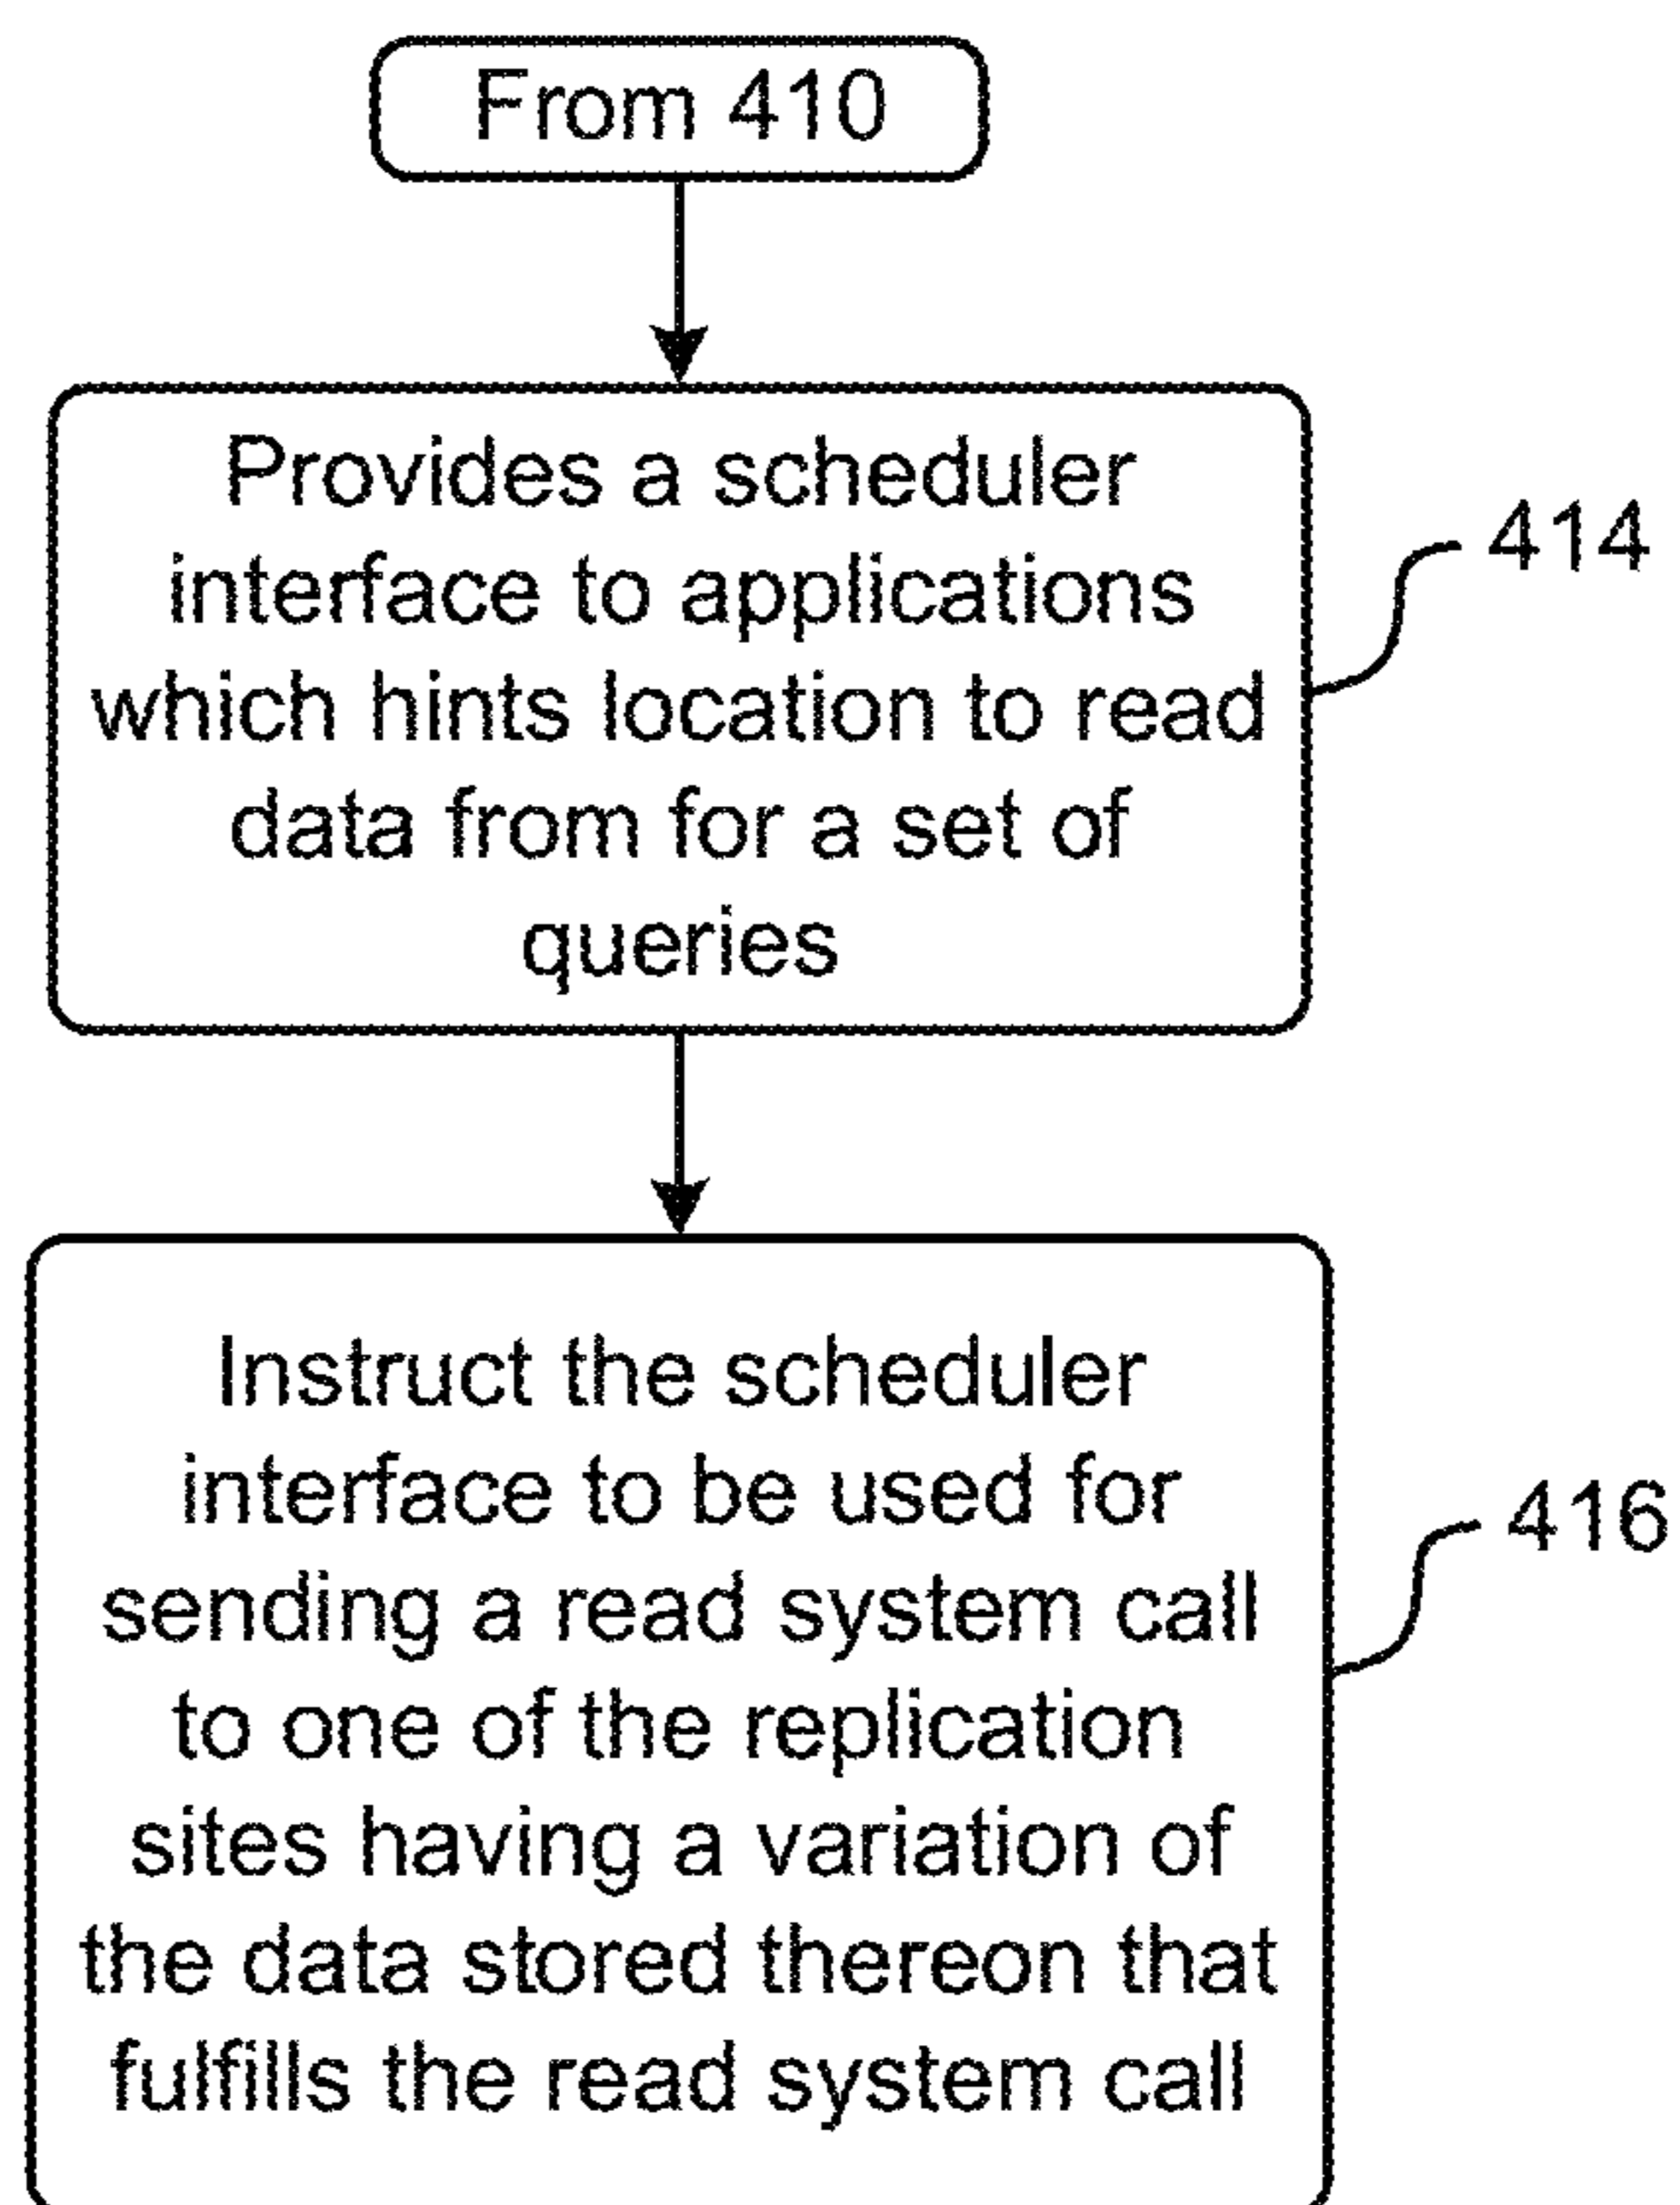 From 410
Provides a scheduler
interface to applications
which hints location to read
data from for a set of
queries
414
Instruct the scheduler
interface to be used for
sending a read system call
to one of the replication
sites having a variation of
the data stored thereon that
fulfills the read system call
416